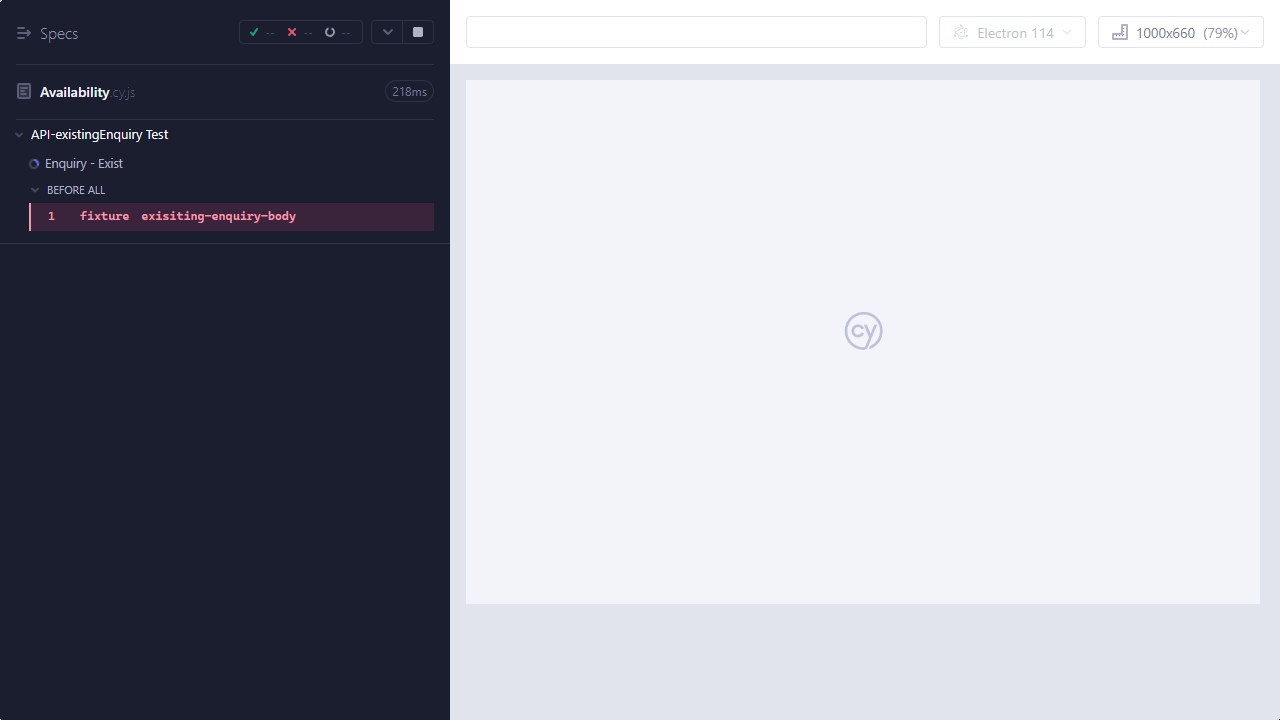 Specs
-- -- --
Availability cy.js
218ms
API-existingEnquiry Test
Enquiry - Exist
BEFORE ALL
1 fixture exisiting-enquiry-body
Electron 114
1000x660 (79%)
cy